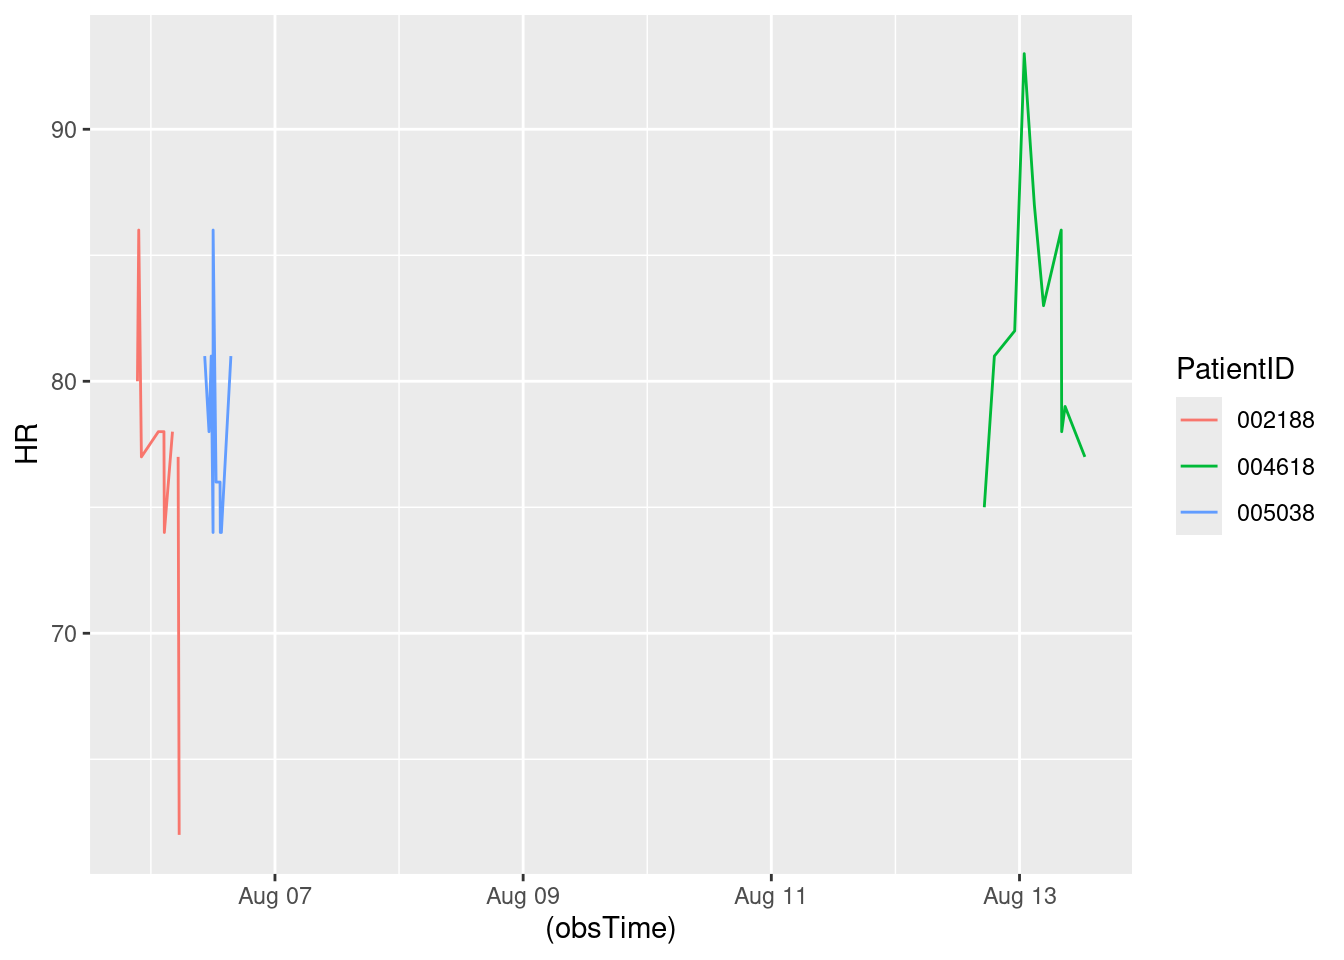 90
80
70
HR
Aug 07
Aug 09
Aug 11
Aug 13
(obsTime)
PatientID
002188
004618
005038